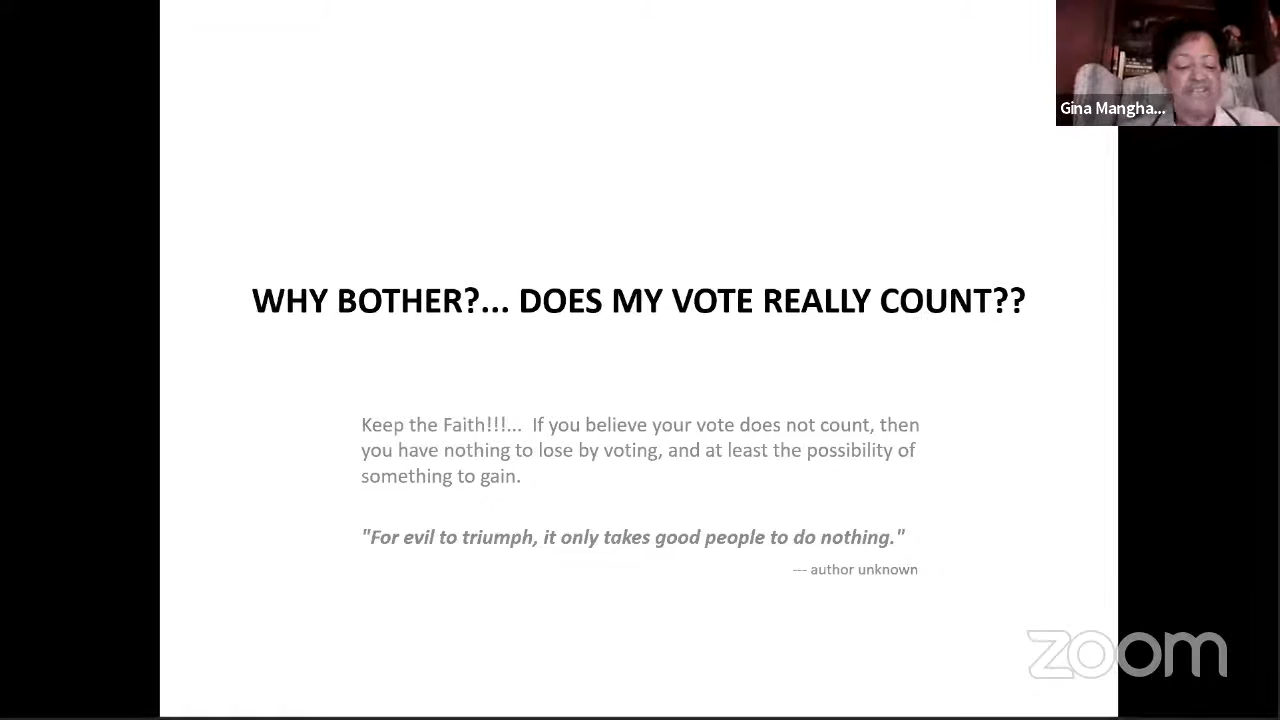 Gina Mangha...
WHY BOTHER?... DOES MY VOTE REALLY COUNT??
Keep the Faith!!!... If you believe your vote does not count, then
you have nothing to lose by voting, and at least the possibility of
something to gain.
"For evil to triumph, it only takes good people to do nothing."
--- author unknown
zoom